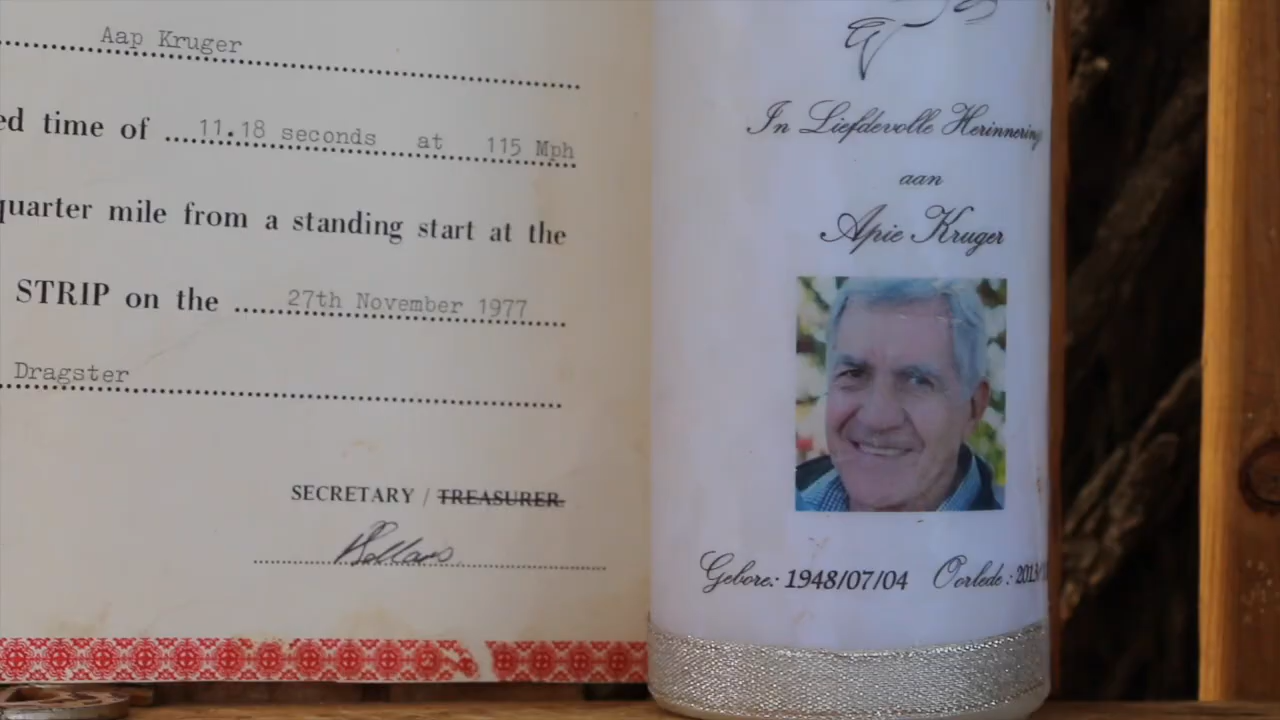 Aap Kruger
ed time of 11.18 seconds at 115 Mph
quarter mile from a standing start at the
STRIP on the 27th November 1977
Dragster
SECRETARY / TREASURER
In Liefdevolle Herinnering
aan
Apie Kruger
Gebore: 1948/07/04 Oorlede: 2013/